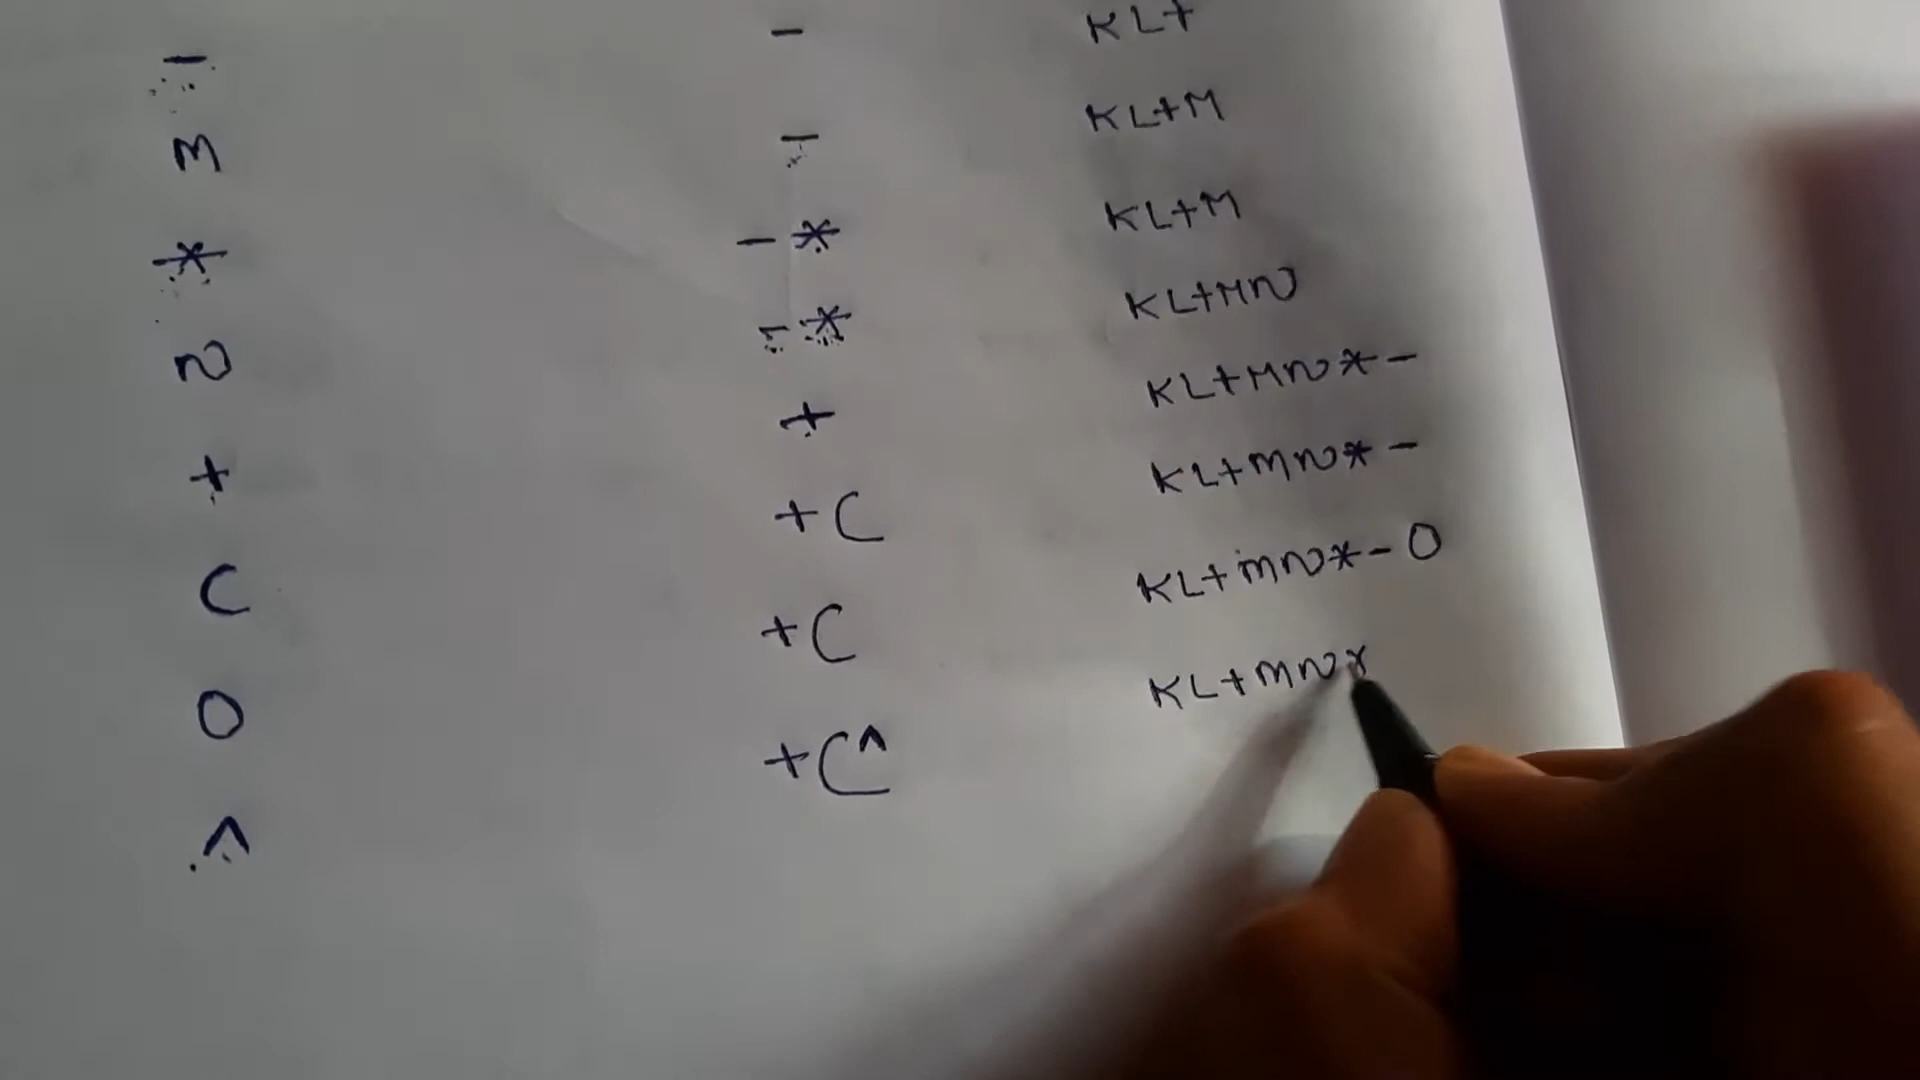 - - KL+
M - KL+M
* - * KL+M
N - * KL+MN
+ + KL+MN*-
C +C KL+MN*-
O +C KL+MN*-O
^ +C^ KL+MN*